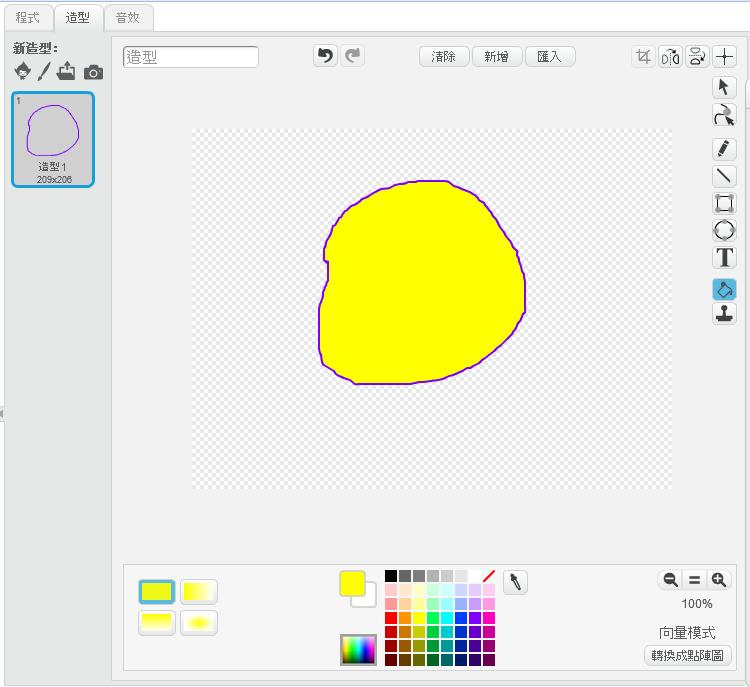 程式 造型 音效
新造型:
造型
清除 新增 匯入
1
造型1
209x206
T
100%
向量模式
轉換成點陣圖